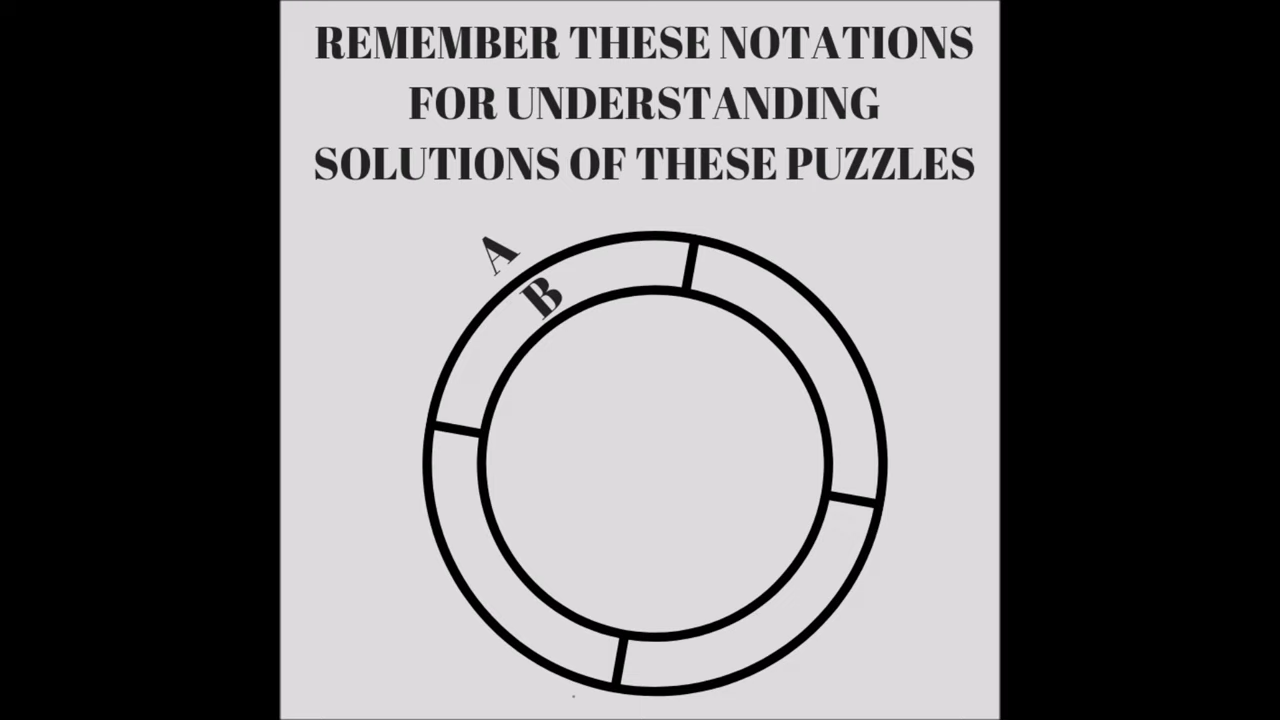 REMEMBER THESE NOTATIONS
FOR UNDERSTANDING
SOLUTIONS OF THESE PUZZLES
A
B